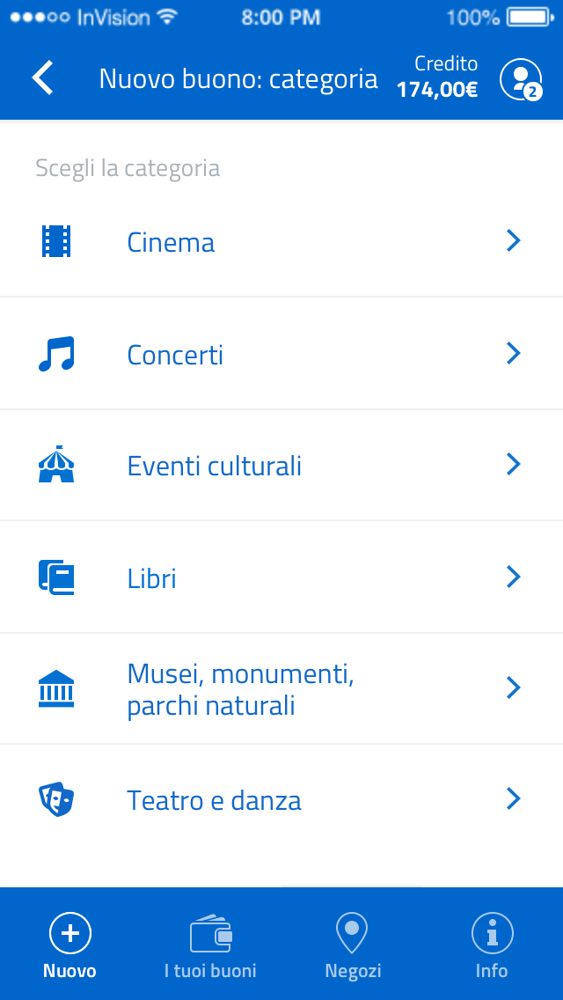 InVision 8:00 PM 100%
Nuovo buono: categoria
Credito
174,00€
2
Scegli la categoria
Cinema
Concerti
Eventi culturali
Libri
Musei, monumenti,
parchi naturali
Teatro e danza
Nuovo I tuoi buoni Negozi Info